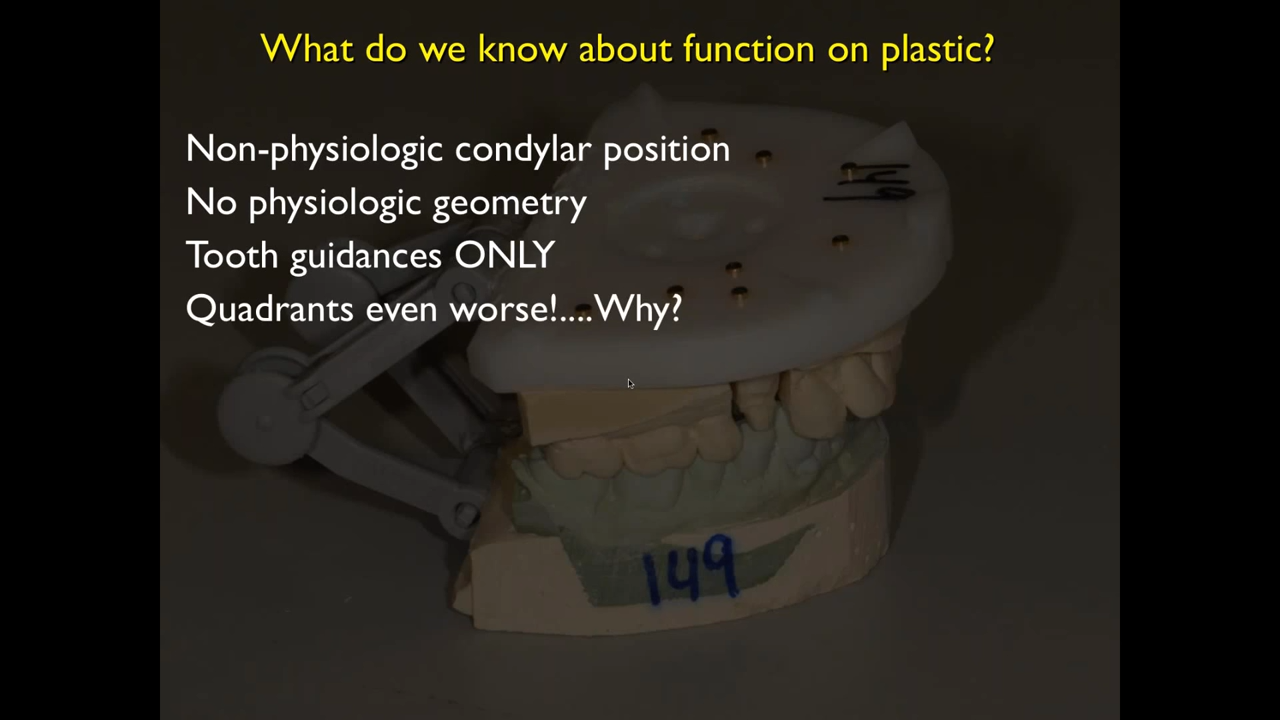 What do we know about function on plastic?
Non-physiologic condylar position
No physiologic geometry
Tooth guidances ONLY
Quadrants even worse!....Why?
149